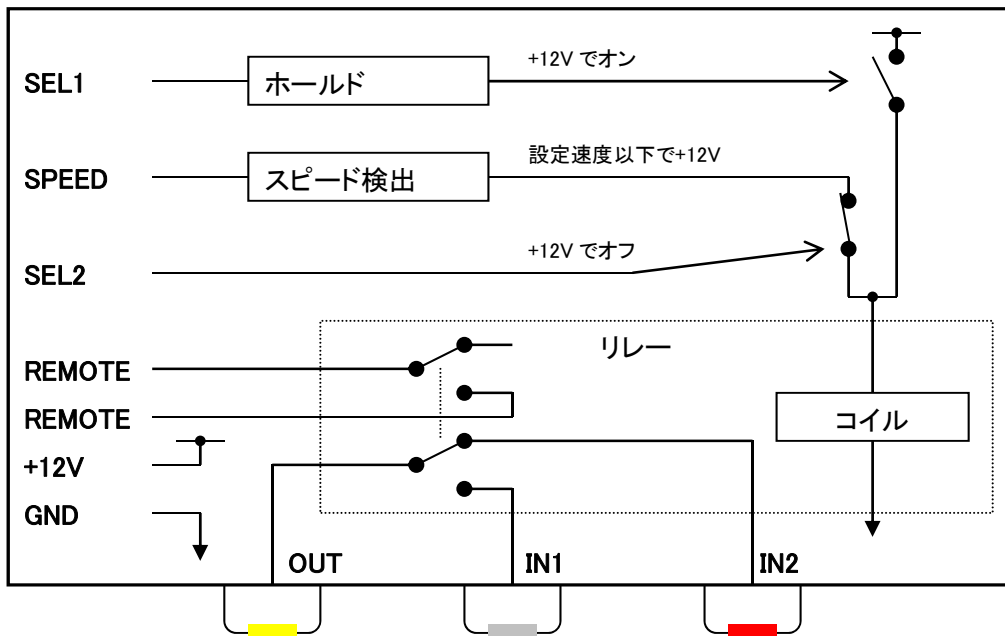 SEL1
ホールド
+12V でオン
SPEED
スピード検出
設定速度以下で+12V
SEL2
+12V でオフ
リレー
REMOTE
REMOTE
コイル
+12V
GND
OUT
IN1
IN2